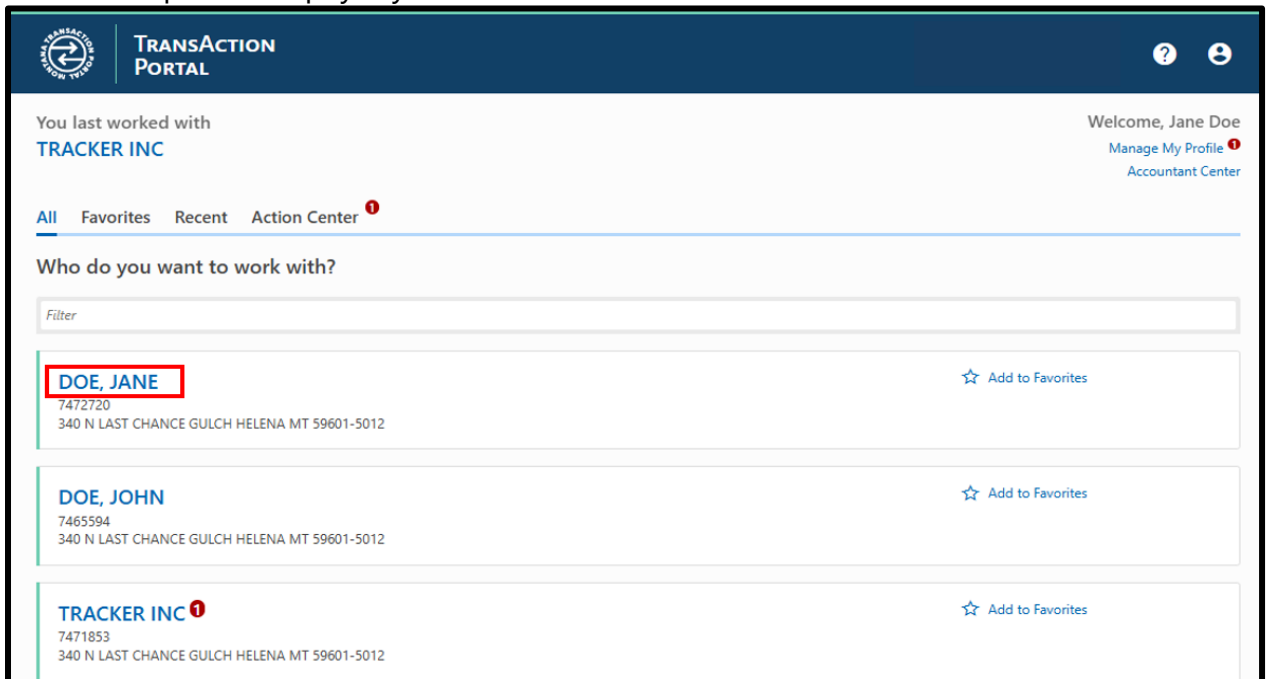 TRANSACTION
PORTAL
You last worked with
TRACKER INC
Welcome, Jane Doe
Manage My Profile 1
Accountant Center
All Favorites Recent Action Center 1
Who do you want to work with?
Filter
DOE, JANE
7472720
340 N LAST CHANCE GULCH HELENA MT 59601-5012
Add to Favorites
DOE, JOHN
7465594
340 N LAST CHANCE GULCH HELENA MT 59601-5012
Add to Favorites
TRACKER INC 1
7471853
340 N LAST CHANCE GULCH HELENA MT 59601-5012
Add to Favorites